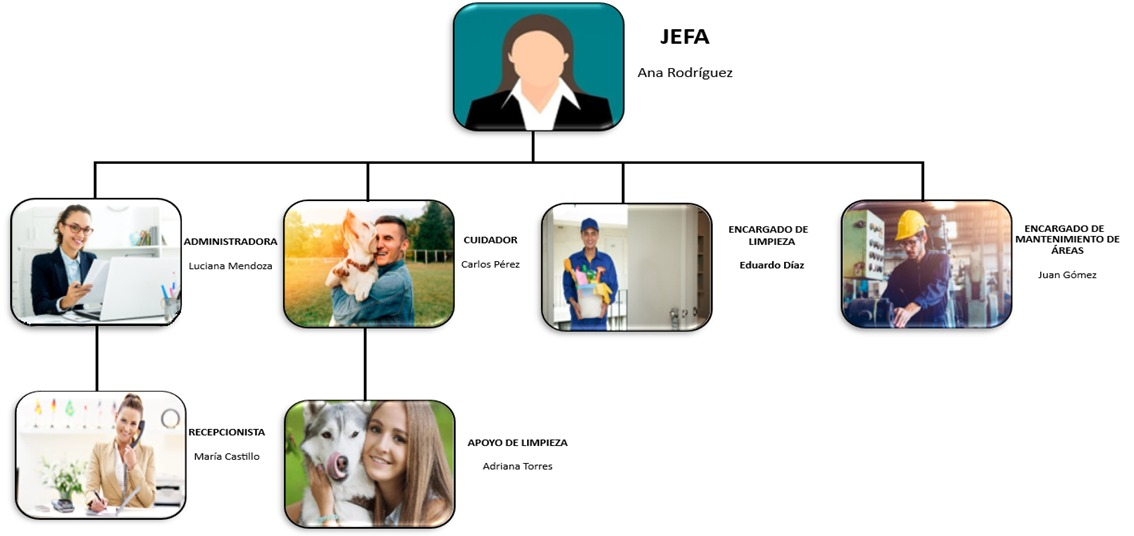 JEFA
Ana Rodríguez
ADMINISTRADORA
Luciana Mendoza
CUIDADOR
Carlos Pérez
ENCARGADO DE
LIMPIEZA
Eduardo Díaz
ENCARGADO DE
MANTENIMIENTO DE
ÁREAS
Juan Gómez
RECEPCIONISTA
María Castillo
APOYO DE LIMPIEZA
Adriana Torres